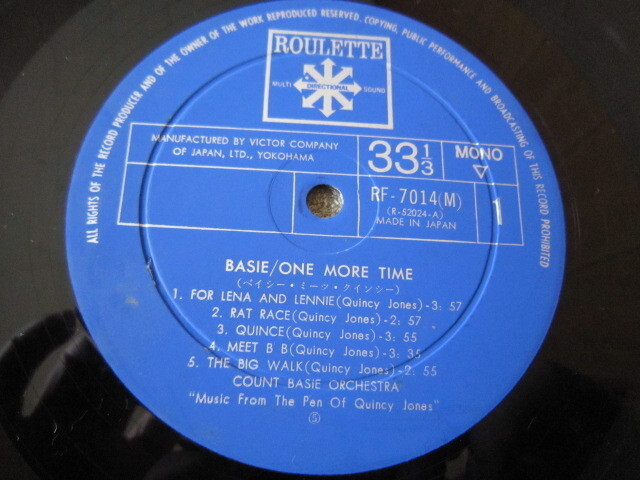 ALL RIGHTS OF THE RECORD PRODUCER AND OF THE OWNER OF THE WORK REPRODUCED RESERVED. COPYING, PUBLIC PERFORMANCE AND BROADCASTING OF THIS RECORD PROHIBITED
ROULETTE
MULTI DIRECTIONAL SOUND
MANUFACTURED BY VICTOR COMPANY
OF JAPAN, LTD., YOKOHAMA
33 1/3
MONO
▽
RF-7014(M)
(R-52024-A)
MADE IN JAPAN
1
BASIE/ONE MORE TIME
(ベイシー・ミーツ・クインシー)
1. FOR LENA AND LENNIE(Quincy Jones)-3: 57
2. RAT RACE(Quincy Jones)-2: 57
3. QUINCE(Quincy Jones)-3: 55
4. MEET B B(Quincy Jones)-3: 35
5. THE BIG WALK(Quincy Jones)-2: 55
COUNT BASIE ORCHESTRA
"Music From The Pen Of Quincy Jones"
Ⓢ